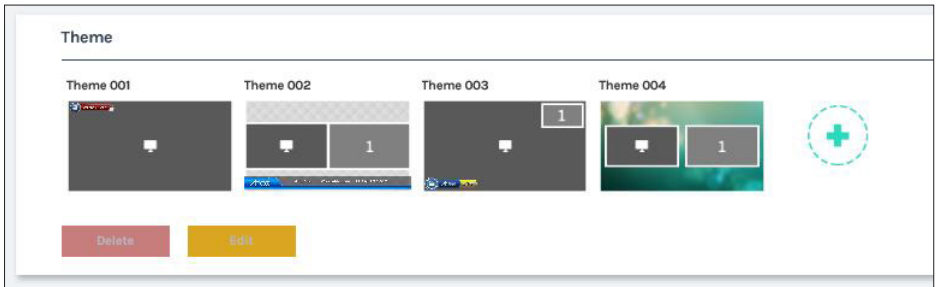 Theme
Theme 001
Theme 002
Theme 003
Theme 004
1
1
1
Delete
Edit